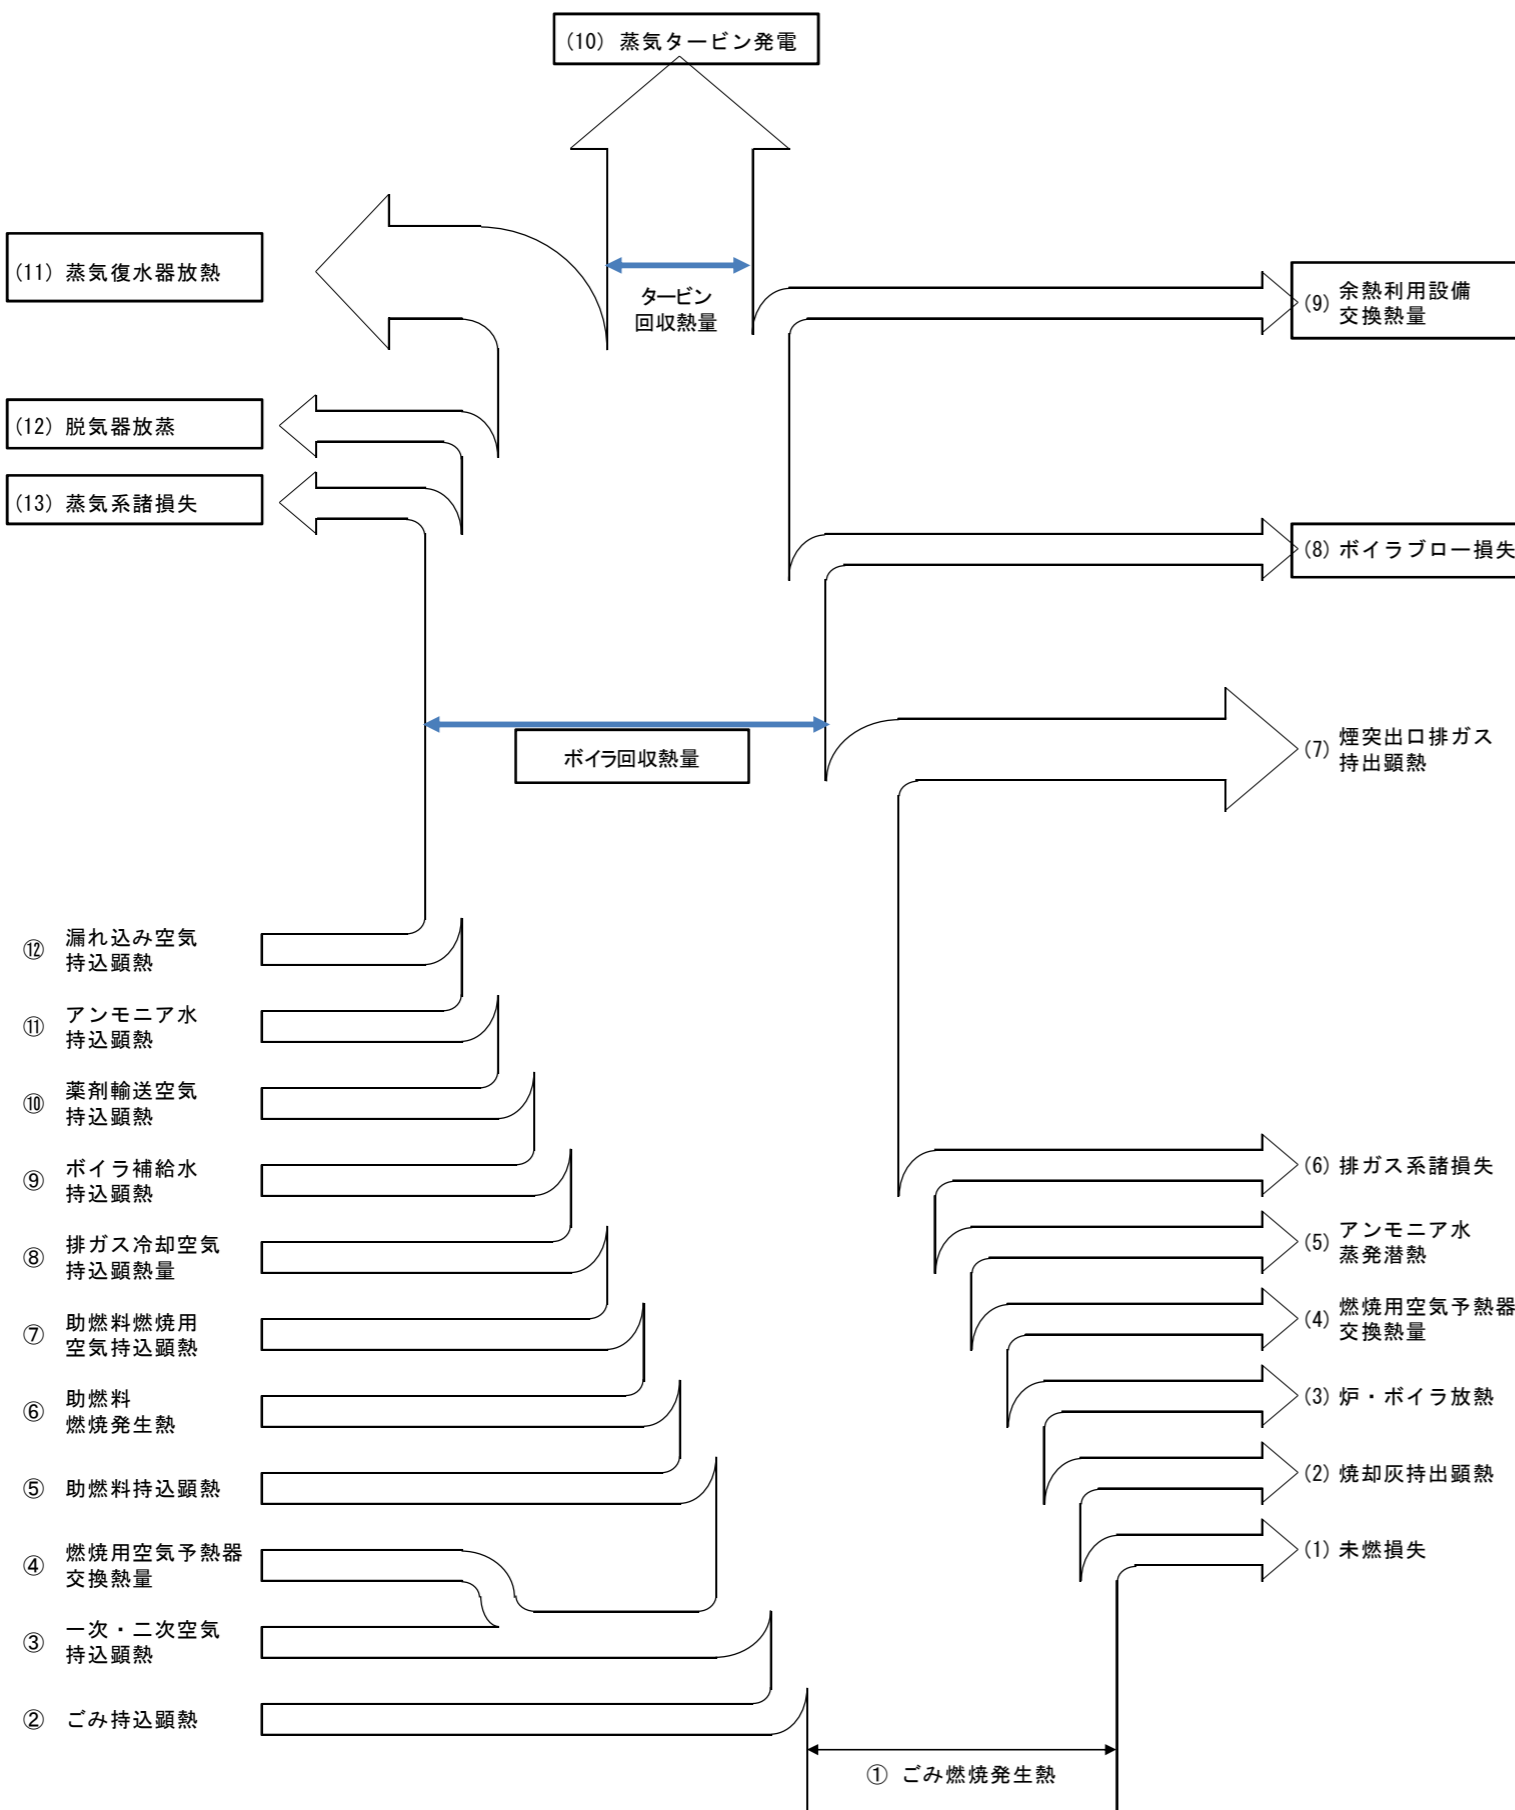 (10) 蒸気タービン発電
(11) 蒸気復水器放熱
タービン
回収熱量
(9) 余熱利用設備
交換熱量
(12) 脱気器放蒸
(13) 蒸気系諸損失
(8) ボイラブロー損失
ボイラ回収熱量
(7) 煙突出口排ガス
持出顕熱
⑫ 漏れ込み空気
持込顕熱
⑪ アンモニア水
持込顕熱
⑩ 薬剤輸送空気
持込顕熱
⑨ ボイラ補給水
持込顕熱
⑧ 排ガス冷却空気
持込顕熱量
⑦ 助燃料燃焼用
空気持込顕熱
⑥ 助燃料
燃焼発生熱
⑤ 助燃料持込顕熱
④ 燃焼用空気予熱器
交換熱量
③ 一次・二次空気
持込顕熱
② ごみ持込顕熱
(6) 排ガス系諸損失
(5) アンモニア水
蒸発潜熱
(4) 燃焼用空気予熱器
交換熱量
(3) 炉・ボイラ放熱
(2) 焼却灰持出顕熱
(1) 未燃損失
① ごみ燃焼発生熱